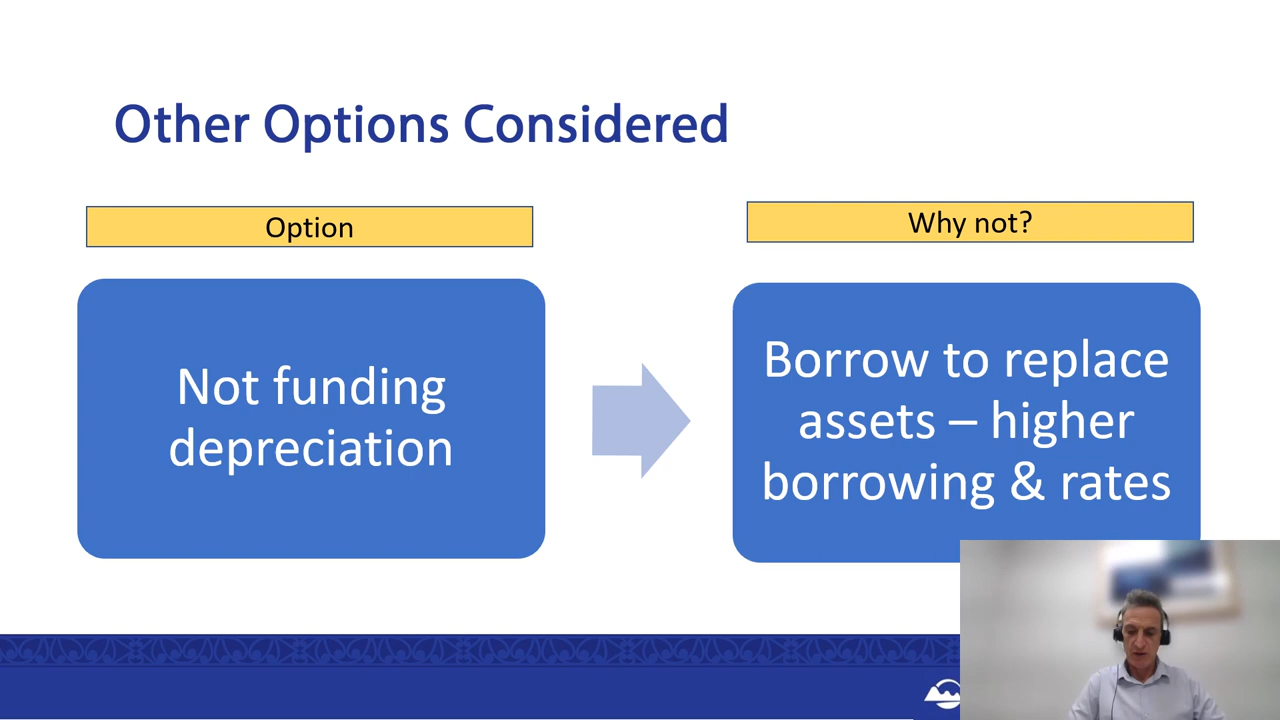 Other Options Considered
Option
Why not?
Not funding
depreciation
Borrow to replace
assets – higher
borrowing & rates